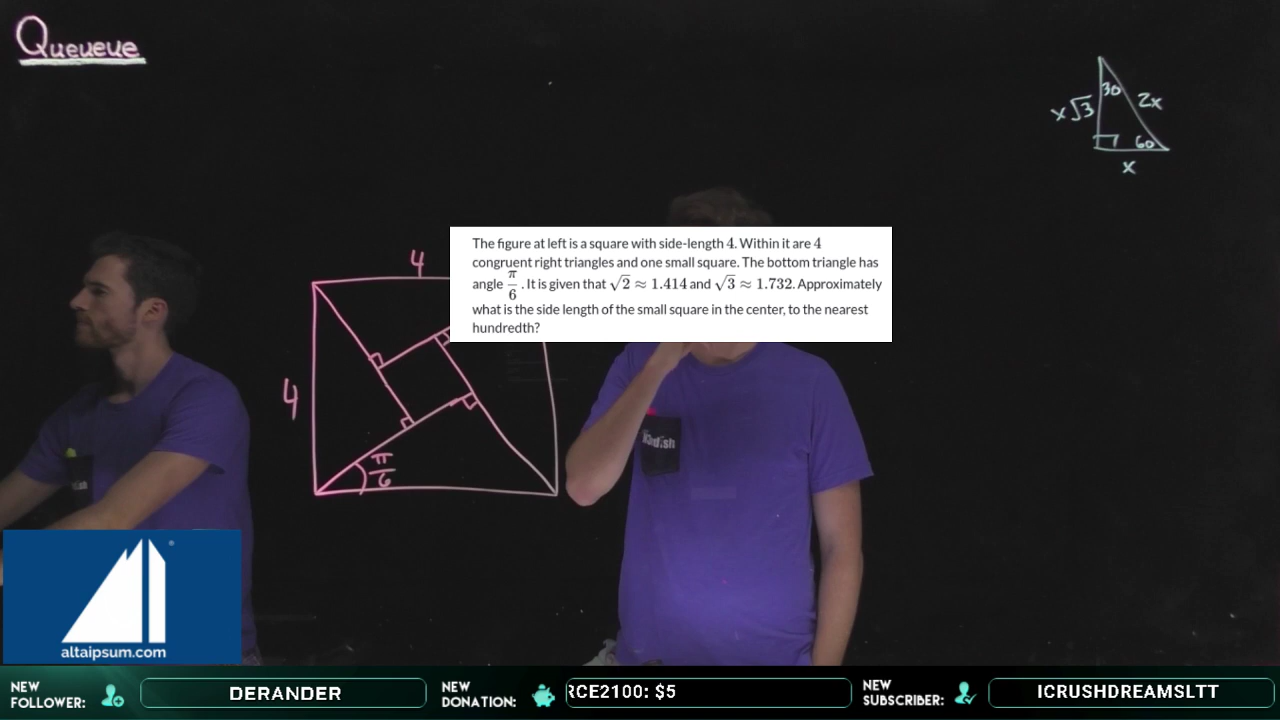 Queueue
30
x√3
2x
60
x
4
The figure at left is a square with side-length 4. Within it are 4
congruent right triangles and one small square. The bottom triangle has
angle π/6. It is given that √2 ≈ 1.414 and √3 ≈ 1.732. Approximately
what is the side length of the small square in the center, to the nearest
hundredth?
4
π/6
altaipsum.com
NEW
FOLLOWER:
DERANDER
NEW
DONATION:
RCE2100: $5
NEW
SUBSCRIBER:
ICRUSHDREAMSLTT